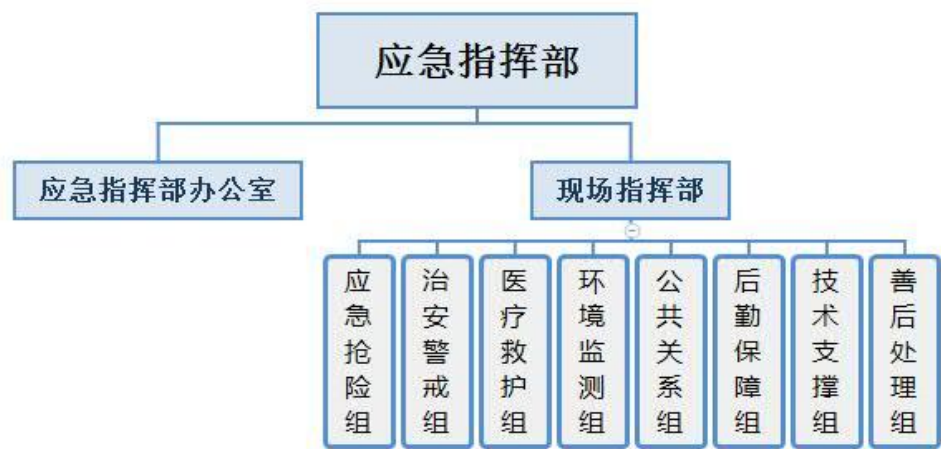 应急指挥部
应急指挥部办公室
现场指挥部
应急抢险组
治安警戒组
医疗救护组
环境监测组
公共关系组
后勤保障组
技术支撑组
善后处理组